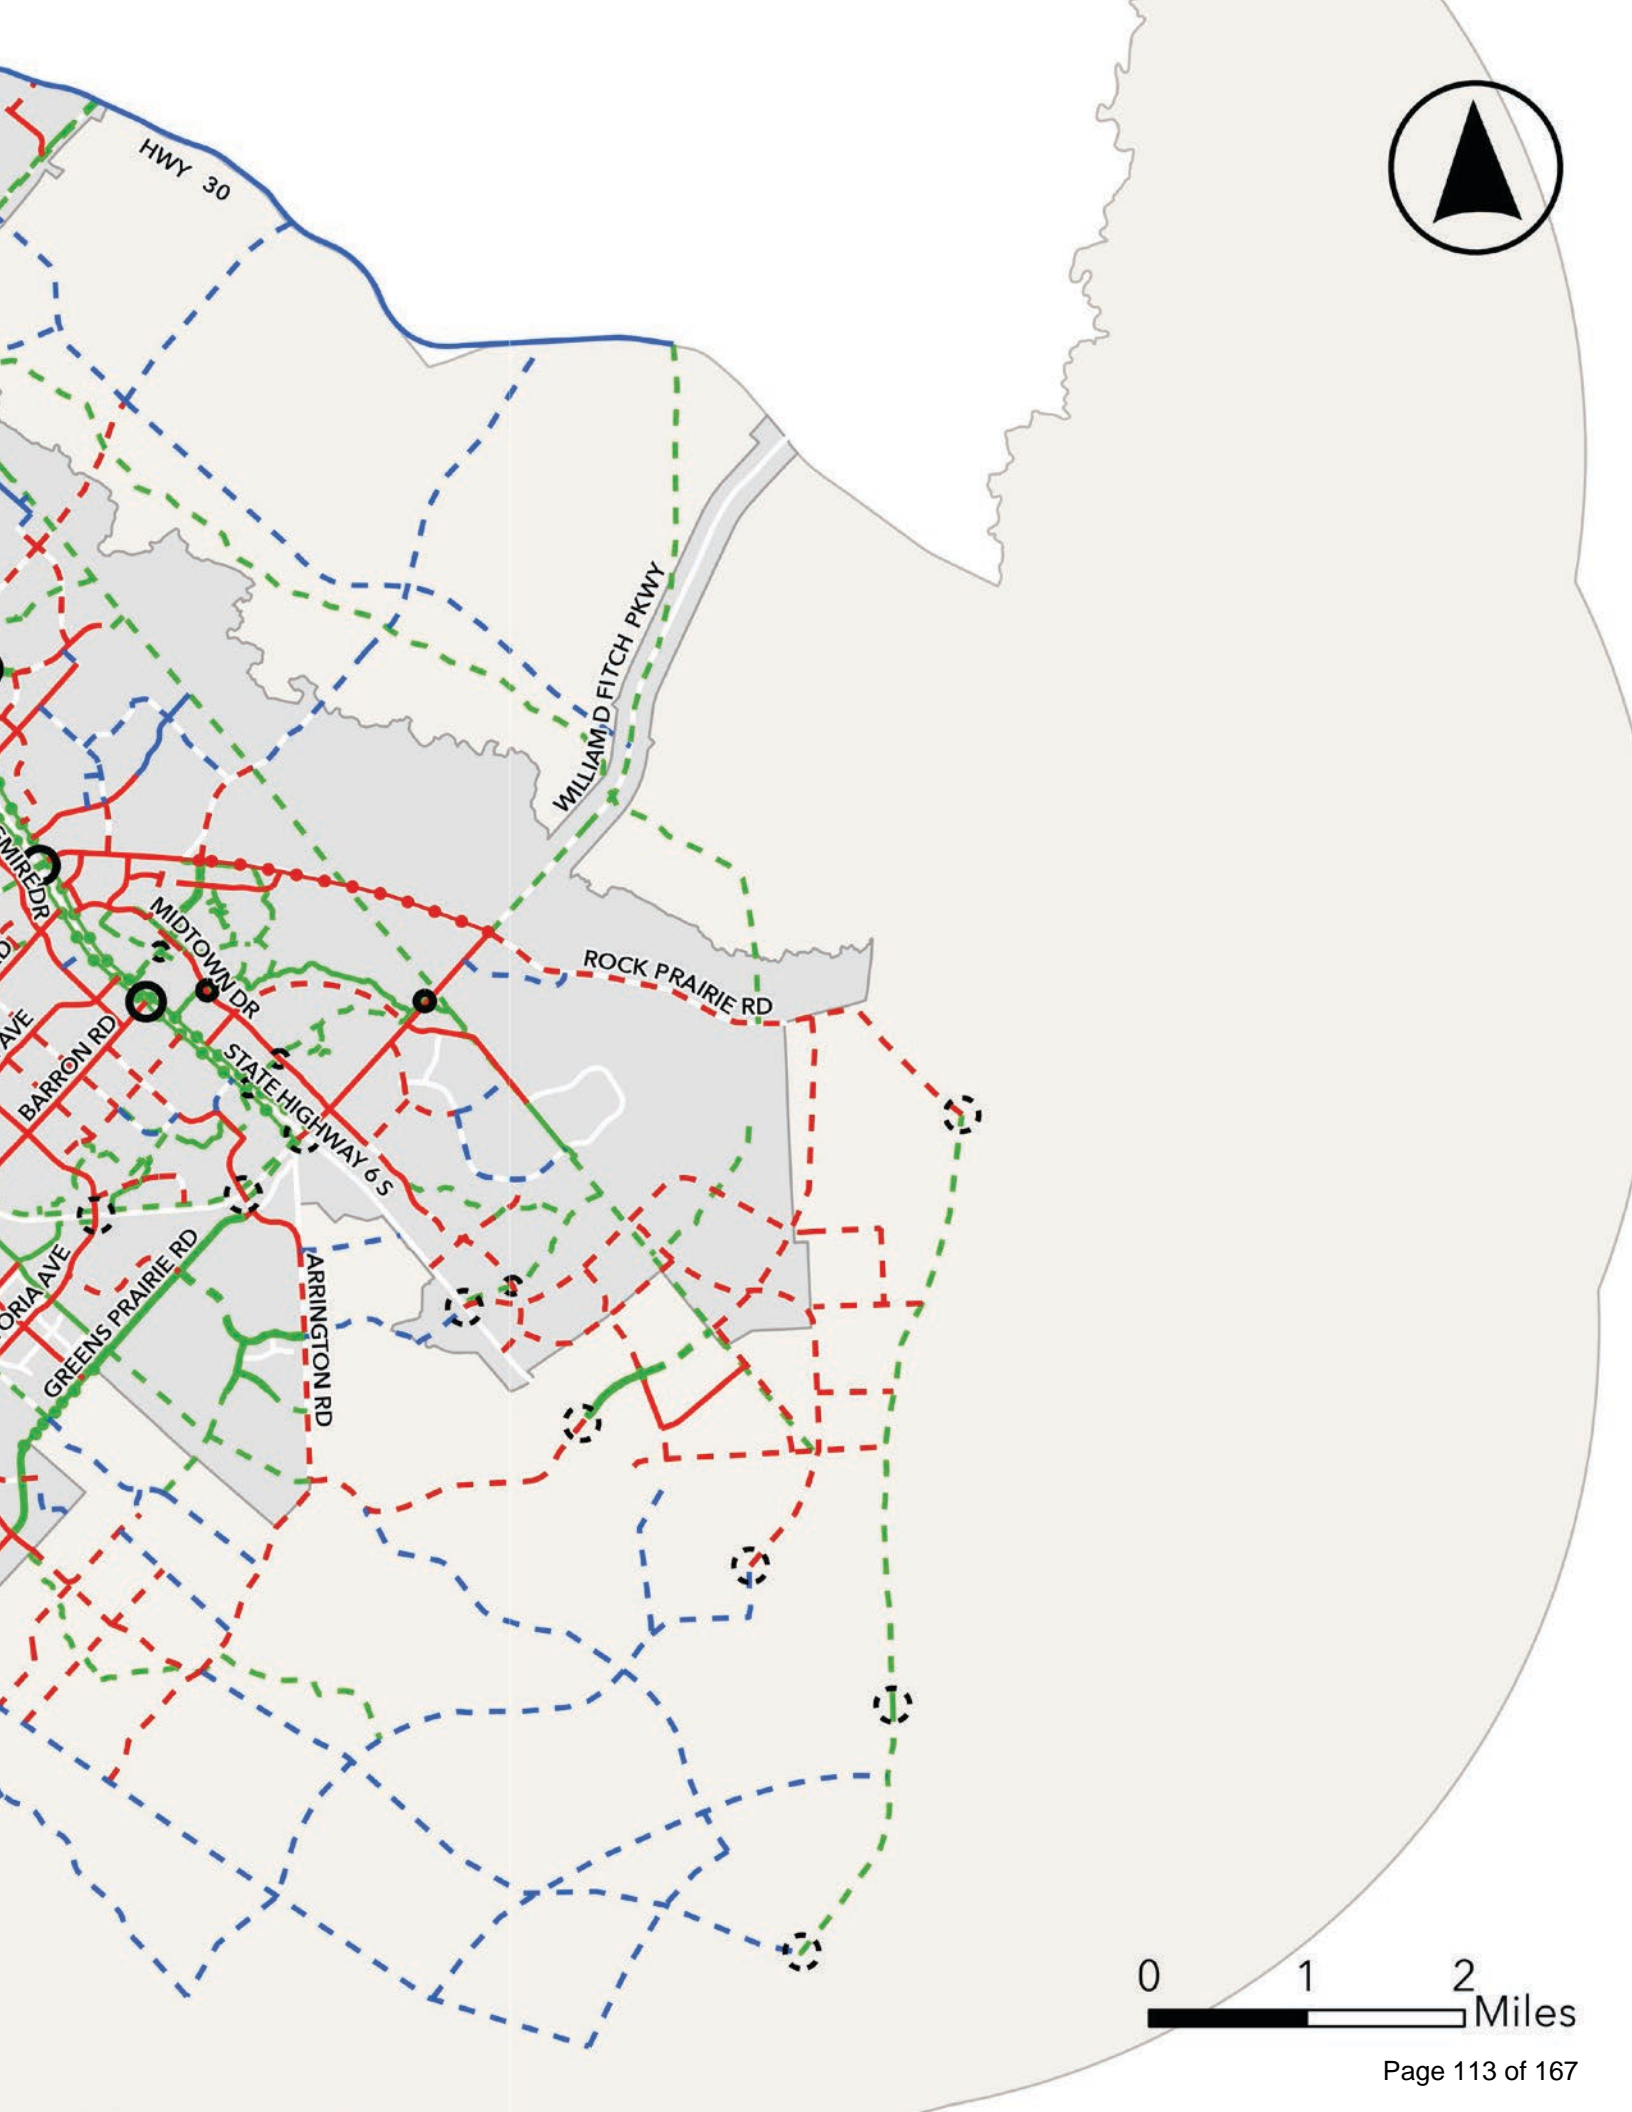 HWY 30
WILLIAM D FITCH PKWY
MIDTOWN DR
ROCK PRAIRIE RD
AVE
BARRON RD
STATE HIGHWAY 6 S
GREENS PRAIRIE RD
ARRINGTON RD
0 1 2
Miles
Page 113 of 167